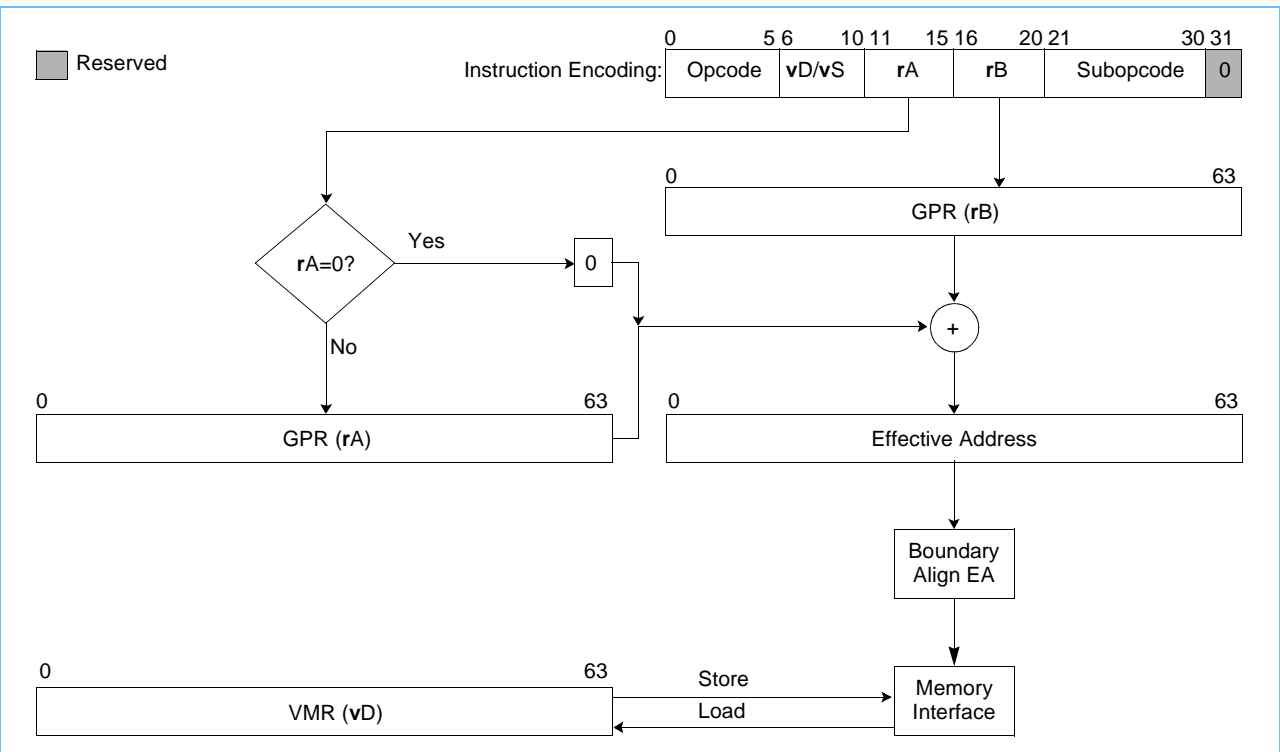 Reserved
0 5 6 10 11 15 16 20 21 30 31
Instruction Encoding: Opcode vD/vS rA rB Subopcode 0
0 63
GPR (rB)
rA=0?
Yes
0
+
No
0 63
GPR (rA)
0 63
Effective Address
Boundary
Align EA
0 63
VMR (vD)
Store
Load
Memory
Interface